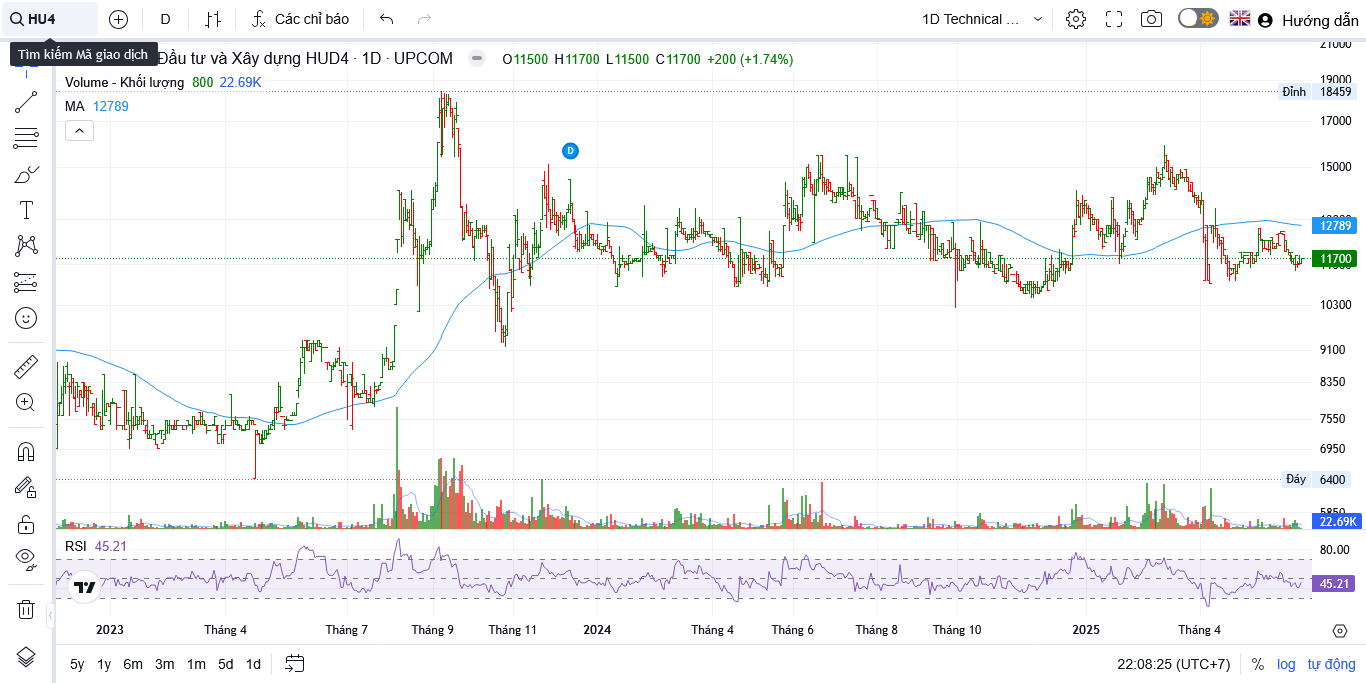 HU4 D Các chỉ báo 1D Technical ... Hướng dẫn
Tìm kiếm Mã giao dịch
Đầu tư và Xây dựng HUD4 · 1D · UPCOM O11500 H11700 L11500 C11700 +200 (+1.74%)
Volume - Khối lượng 800 22.69K
MA 12789
D
21000
19000
Đỉnh 18459
17000
15000
12789
11700
10300
9100
8350
7550
6950
Đáy 6400
5850
22.69K
RSI 45.21
80.00
45.21
2023 Tháng 4 Tháng 7 Tháng 9 Tháng 11 2024 Tháng 4 Tháng 6 Tháng 8 Tháng 10 2025 Tháng 4
5y 1y 6m 3m 1m 5d 1d 22:08:25 (UTC+7) % log tự động